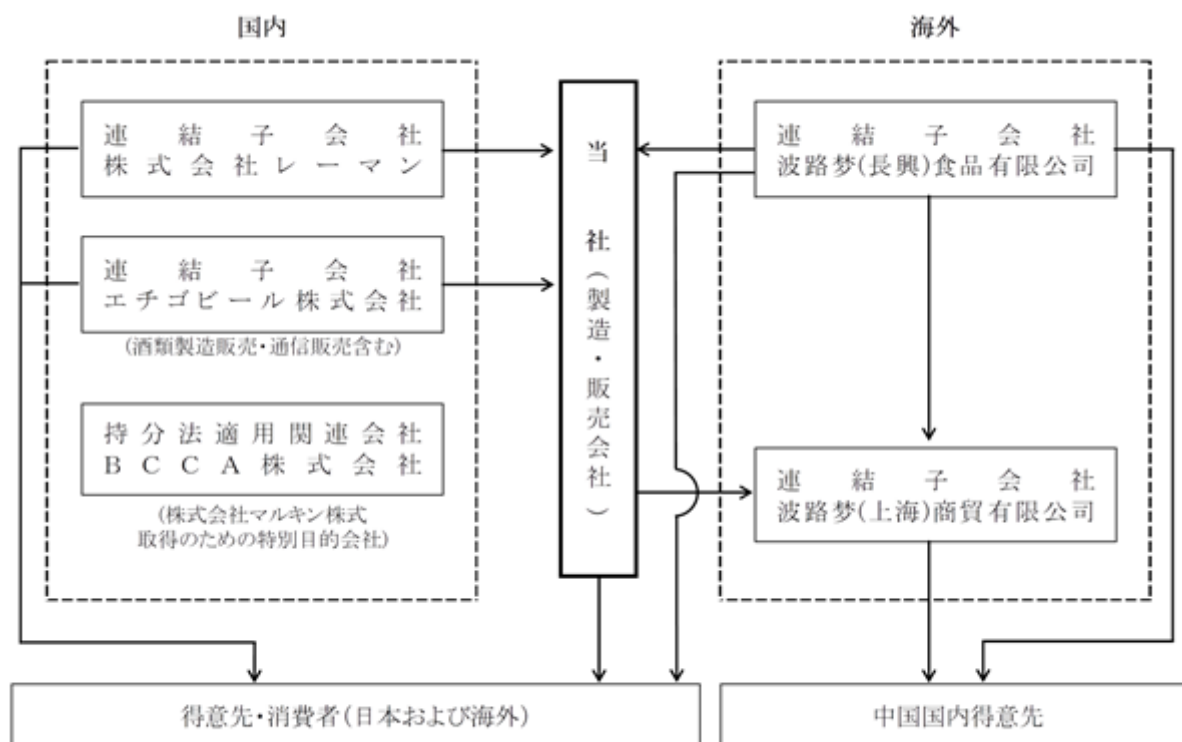 国内
連結子会社
株式会社レーマン
連結子会社
エチゴビール株式会社
(酒類製造販売・通信販売含む)
持分法適用関連会社
BCCA株式会社
(株式会社マルキン株式
取得のための特別目的会社)
当社(製造・販売会社)
海外
連結子会社
波路梦(長興)食品有限公司
連結子会社
波路梦(上海)商貿有限公司
得意先・消費者(日本および海外)
中国国内得意先